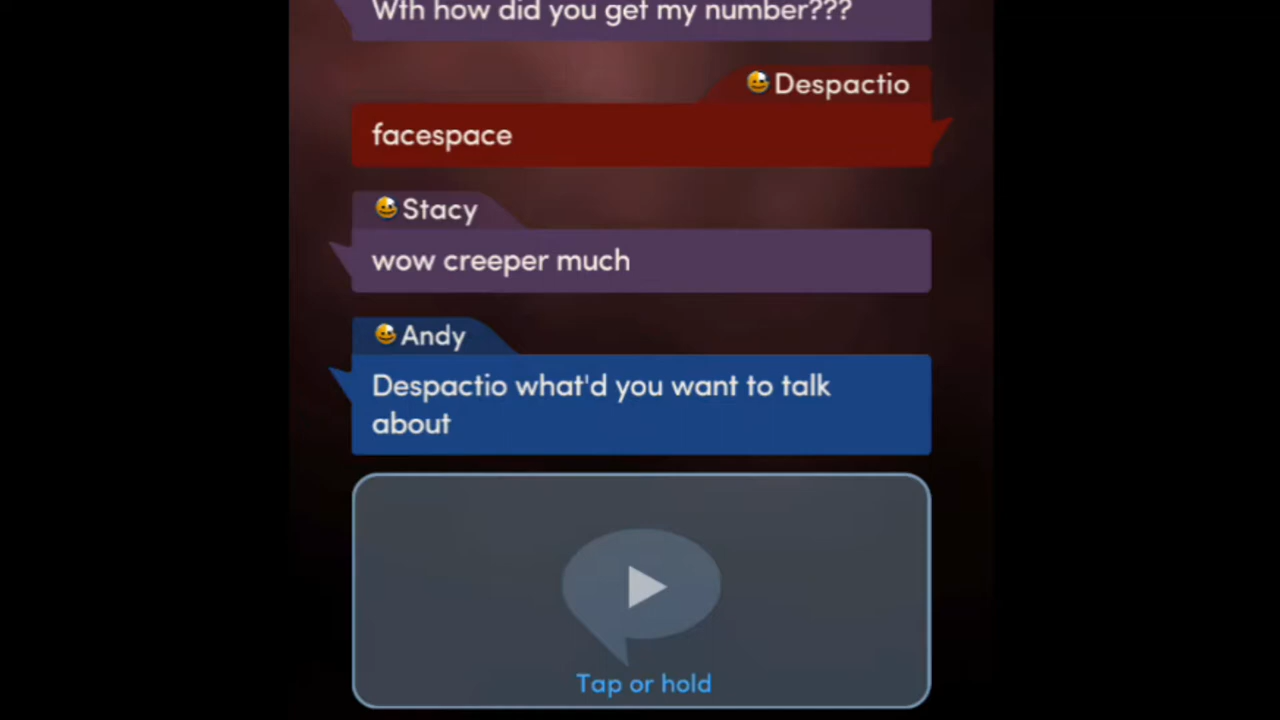 Wth how did you get my number???
Despactio
facespace
Stacy
wow creeper much
Andy
Despactio what'd you want to talk
about
Tap or hold